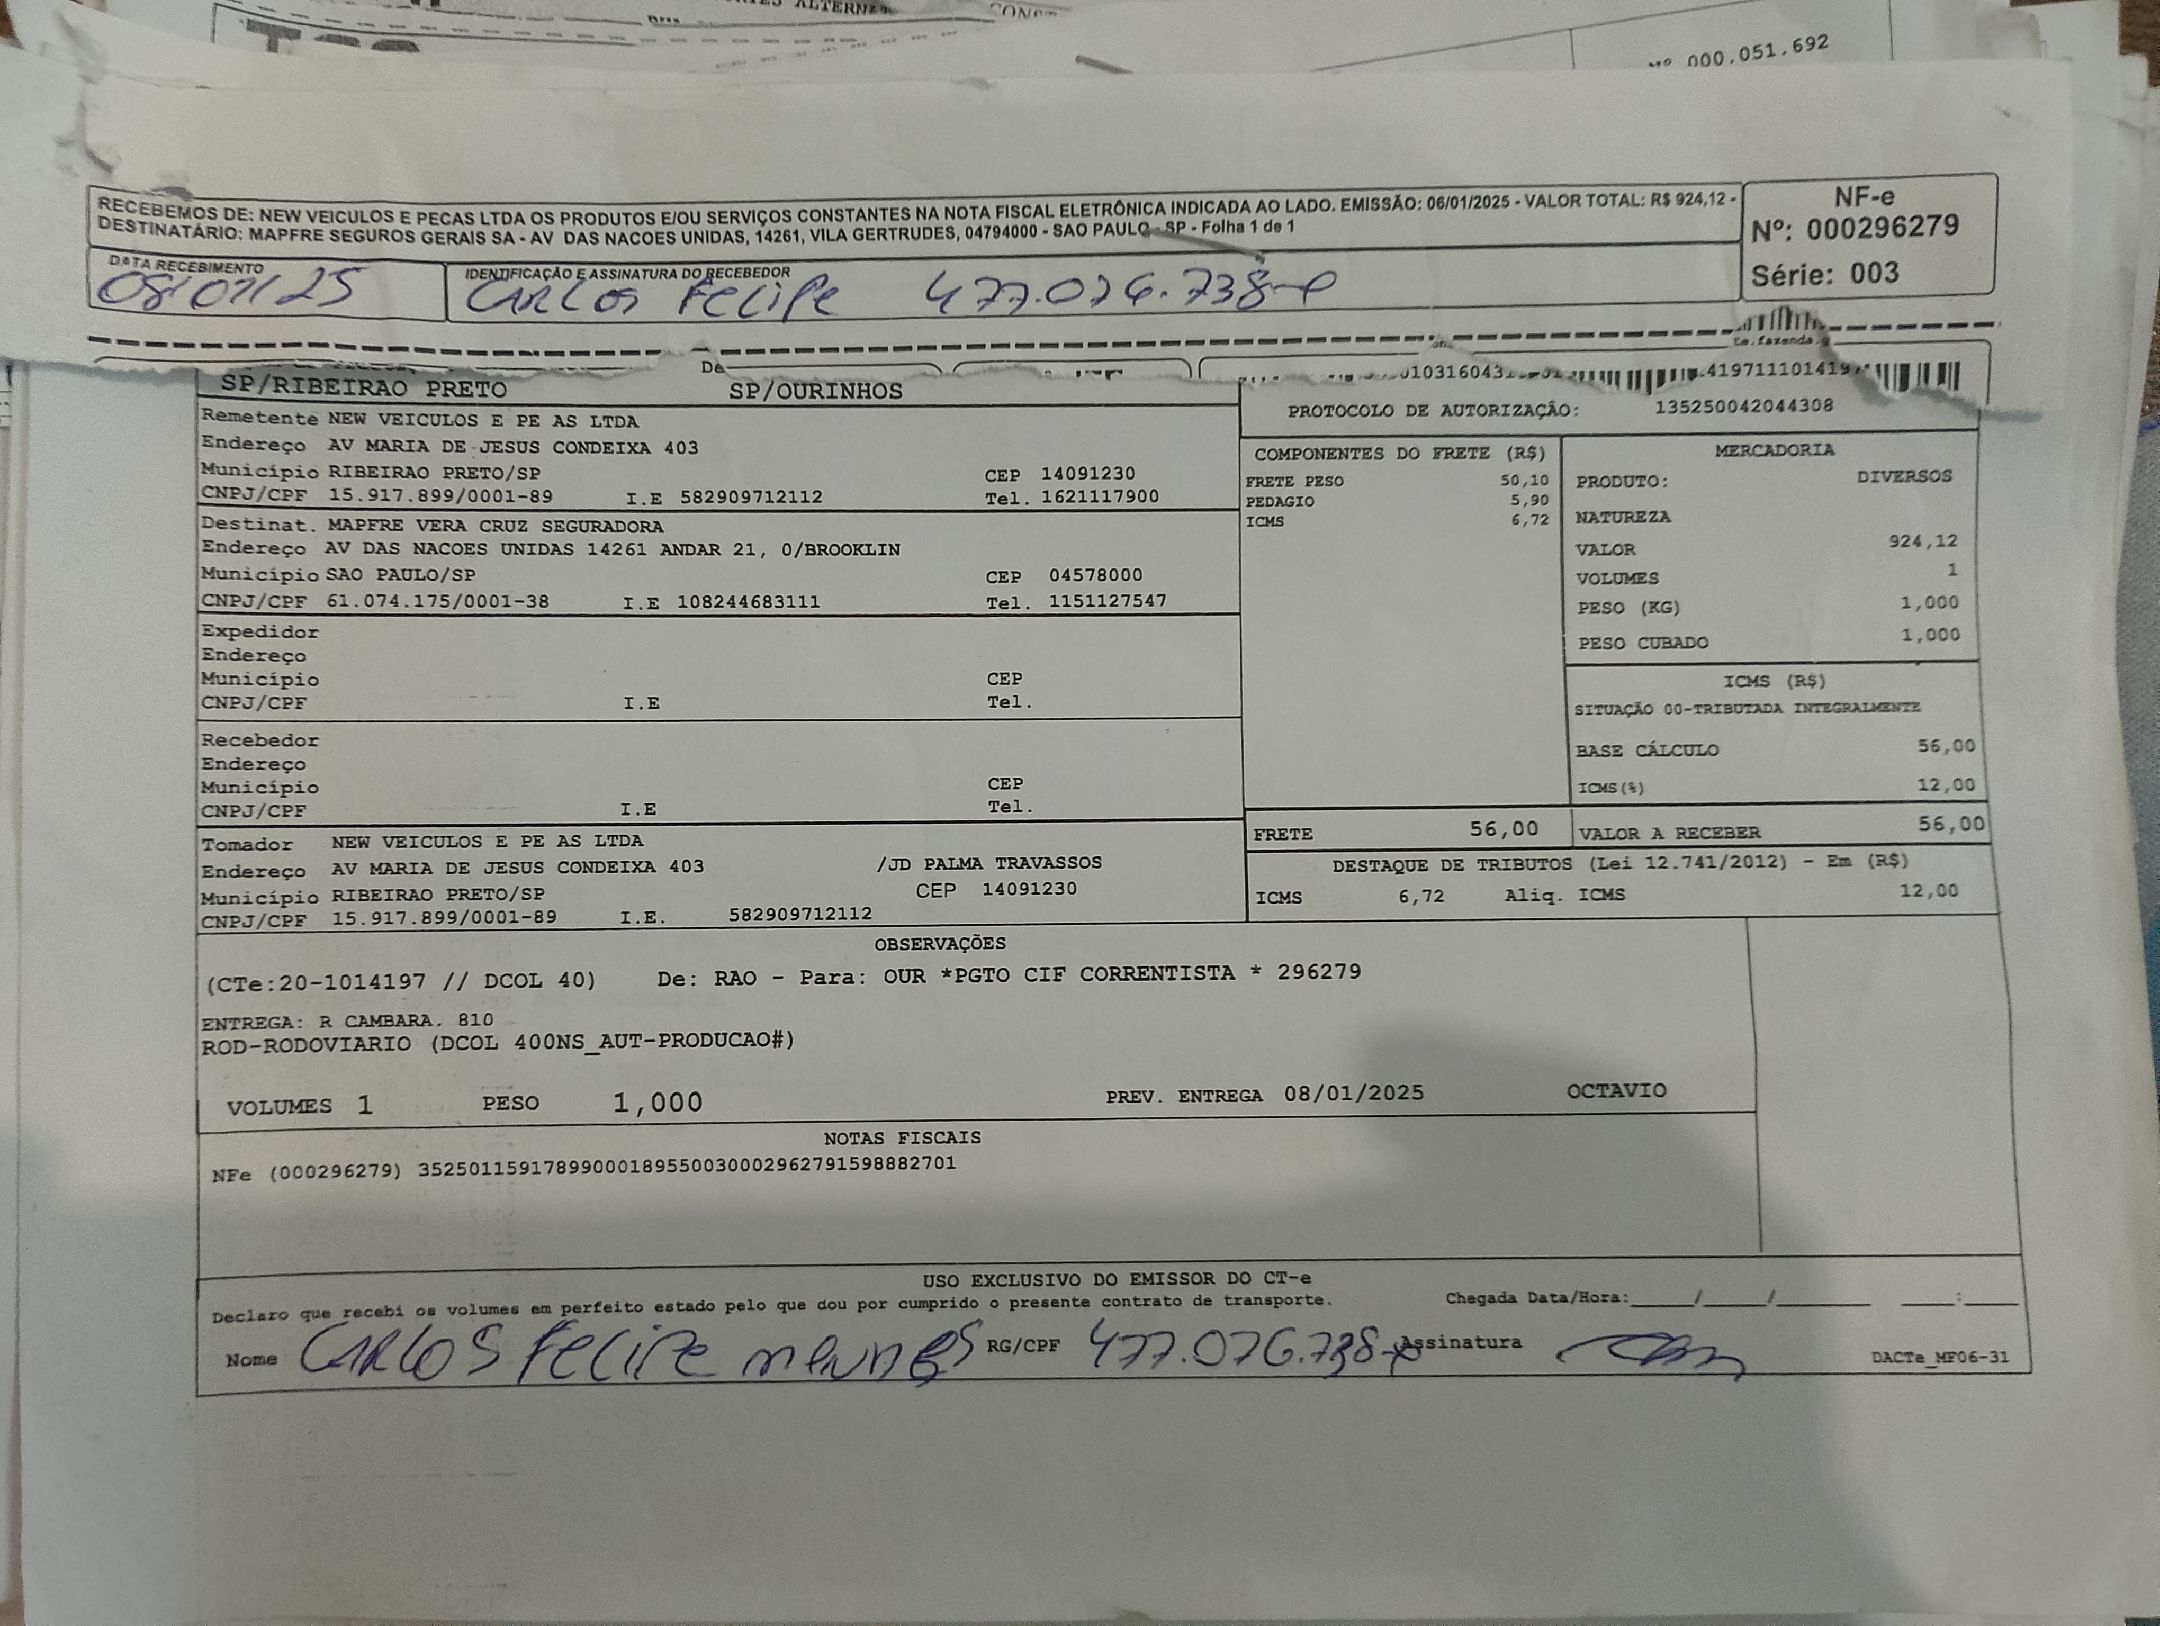 CONST
Nº 000.051.692
RECEBEMOS DE: NEW VEICULOS E PECAS LTDA OS PRODUTOS E/OU SERVIÇOS CONSTANTES NA NOTA FISCAL ELETRÔNICA INDICADA AO LADO. EMISSÃO: 06/01/2025 - VALOR TOTAL: R$ 924,12 -
DESTINATÁRIO: MAPFRE SEGUROS GERAIS SA - AV DAS NACOES UNIDAS, 14261, VILA GERTRUDES, 04794000 - SAO PAULO - SP - Folha 1 de 1
NF-e
Nº: 000296279
Série: 003
DATA RECEBIMENTO
08/01/25
IDENTIFICAÇÃO E ASSINATURA DO RECEBEDOR
CARLOS Felipe 477.076.738-
De
SP/RIBEIRAO PRETO SP/OURINHOS
PROTOCOLO DE AUTORIZAÇÃO: 135250042044308
Remetente NEW VEICULOS E PE AS LTDA
Endereço AV MARIA DE JESUS CONDEIXA 403
Município RIBEIRAO PRETO/SP CEP 14091230
CNPJ/CPF 15.917.899/0001-89 I.E 582909712112 Tel. 1621117900
Destinat. MAPFRE VERA CRUZ SEGURADORA
Endereço AV DAS NACOES UNIDAS 14261 ANDAR 21, 0/BROOKLIN
Município SAO PAULO/SP CEP 04578000
CNPJ/CPF 61.074.175/0001-38 I.E 108244683111 Tel. 1151127547
Expedidor
Endereço
Município CEP
CNPJ/CPF I.E Tel.
Recebedor
Endereço
Município CEP
CNPJ/CPF I.E Tel.
Tomador NEW VEICULOS E PE AS LTDA
Endereço AV MARIA DE JESUS CONDEIXA 403 /JD PALMA TRAVASSOS
Município RIBEIRAO PRETO/SP CEP 14091230
CNPJ/CPF 15.917.899/0001-89 I.E. 582909712112
COMPONENTES DO FRETE (R$)
FRETE PESO 50,10
PEDAGIO 5,90
ICMS 6,72
MERCADORIA
PRODUTO: DIVERSOS
NATUREZA
VALOR 924,12
VOLUMES 1
PESO (KG) 1,000
PESO CUBADO 1,000
ICMS (R$)
SITUAÇÃO 00-TRIBUTADA INTEGRALMENTE
BASE CÁLCULO 56,00
ICMS(%) 12,00
FRETE 56,00 VALOR A RECEBER 56,00
DESTAQUE DE TRIBUTOS (Lei 12.741/2012) - Em (R$)
ICMS 6,72 Aliq. ICMS 12,00
OBSERVAÇÕES
(CTe:20-1014197 // DCOL 40) De: RAO - Para: OUR *PGTO CIF CORRENTISTA * 296279
ENTREGA: R CAMBARA. 810
ROD-RODOVIARIO (DCOL 400NS_AUT-PRODUCAO#)
VOLUMES 1 PESO 1,000 PREV. ENTREGA 08/01/2025 OCTAVIO
NOTAS FISCAIS
NFe (000296279) 35250115917899000189550030002962791598882701
USO EXCLUSIVO DO EMISSOR DO CT-e
Declaro que recebi os volumes em perfeito estado pelo que dou por cumprido o presente contrato de transporte. Chegada Data/Hora:_____/_____/_______ ____:_____
Nome CARLOS Felipe RG/CPF 477.076.738- Assinatura
DACTe_MF06-31